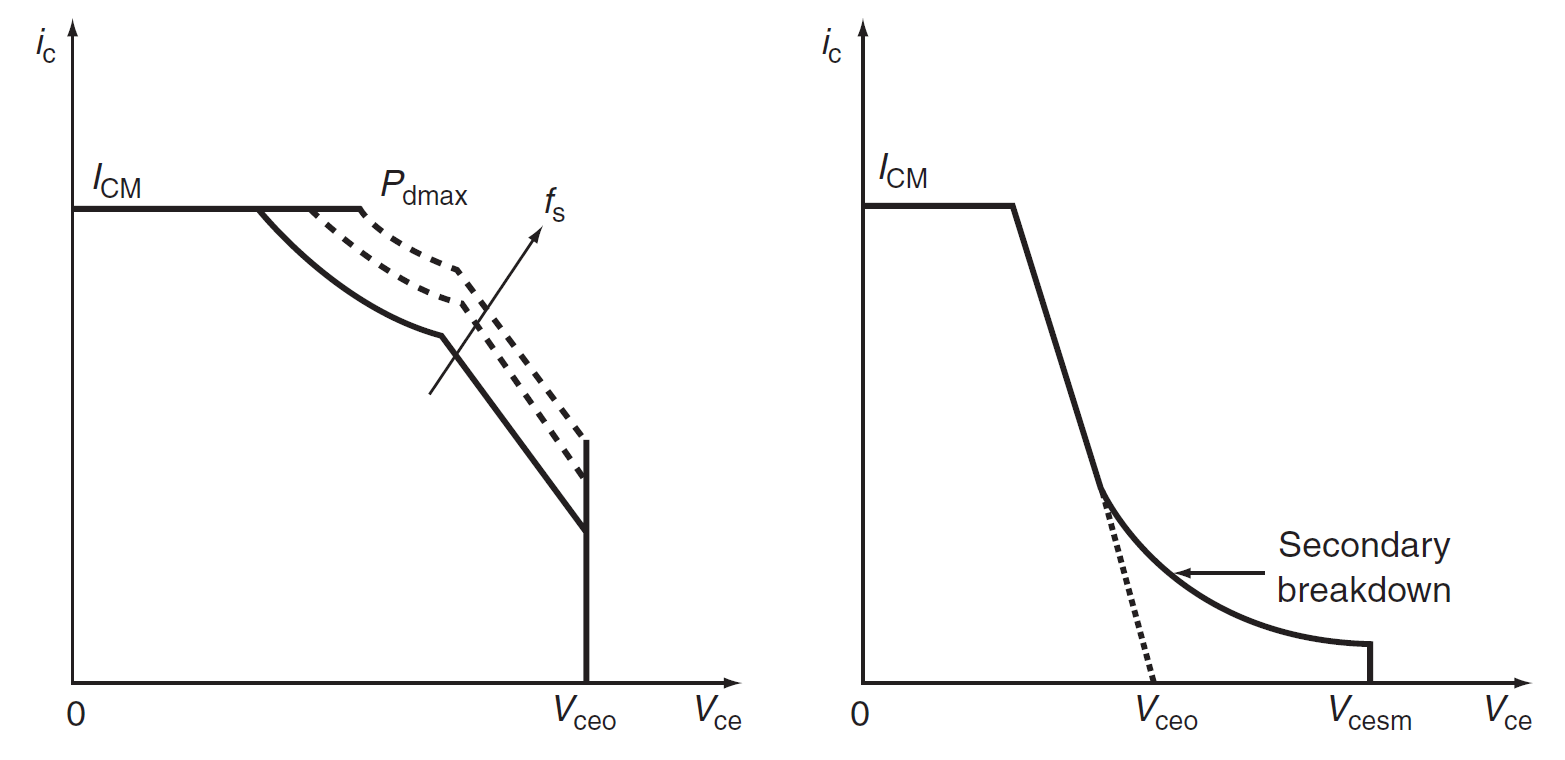 ic
ICM
Pdmax
fs
0
Vceo
Vce
ic
ICM
Secondary
breakdown
0
Vceo
Vcesm
Vce